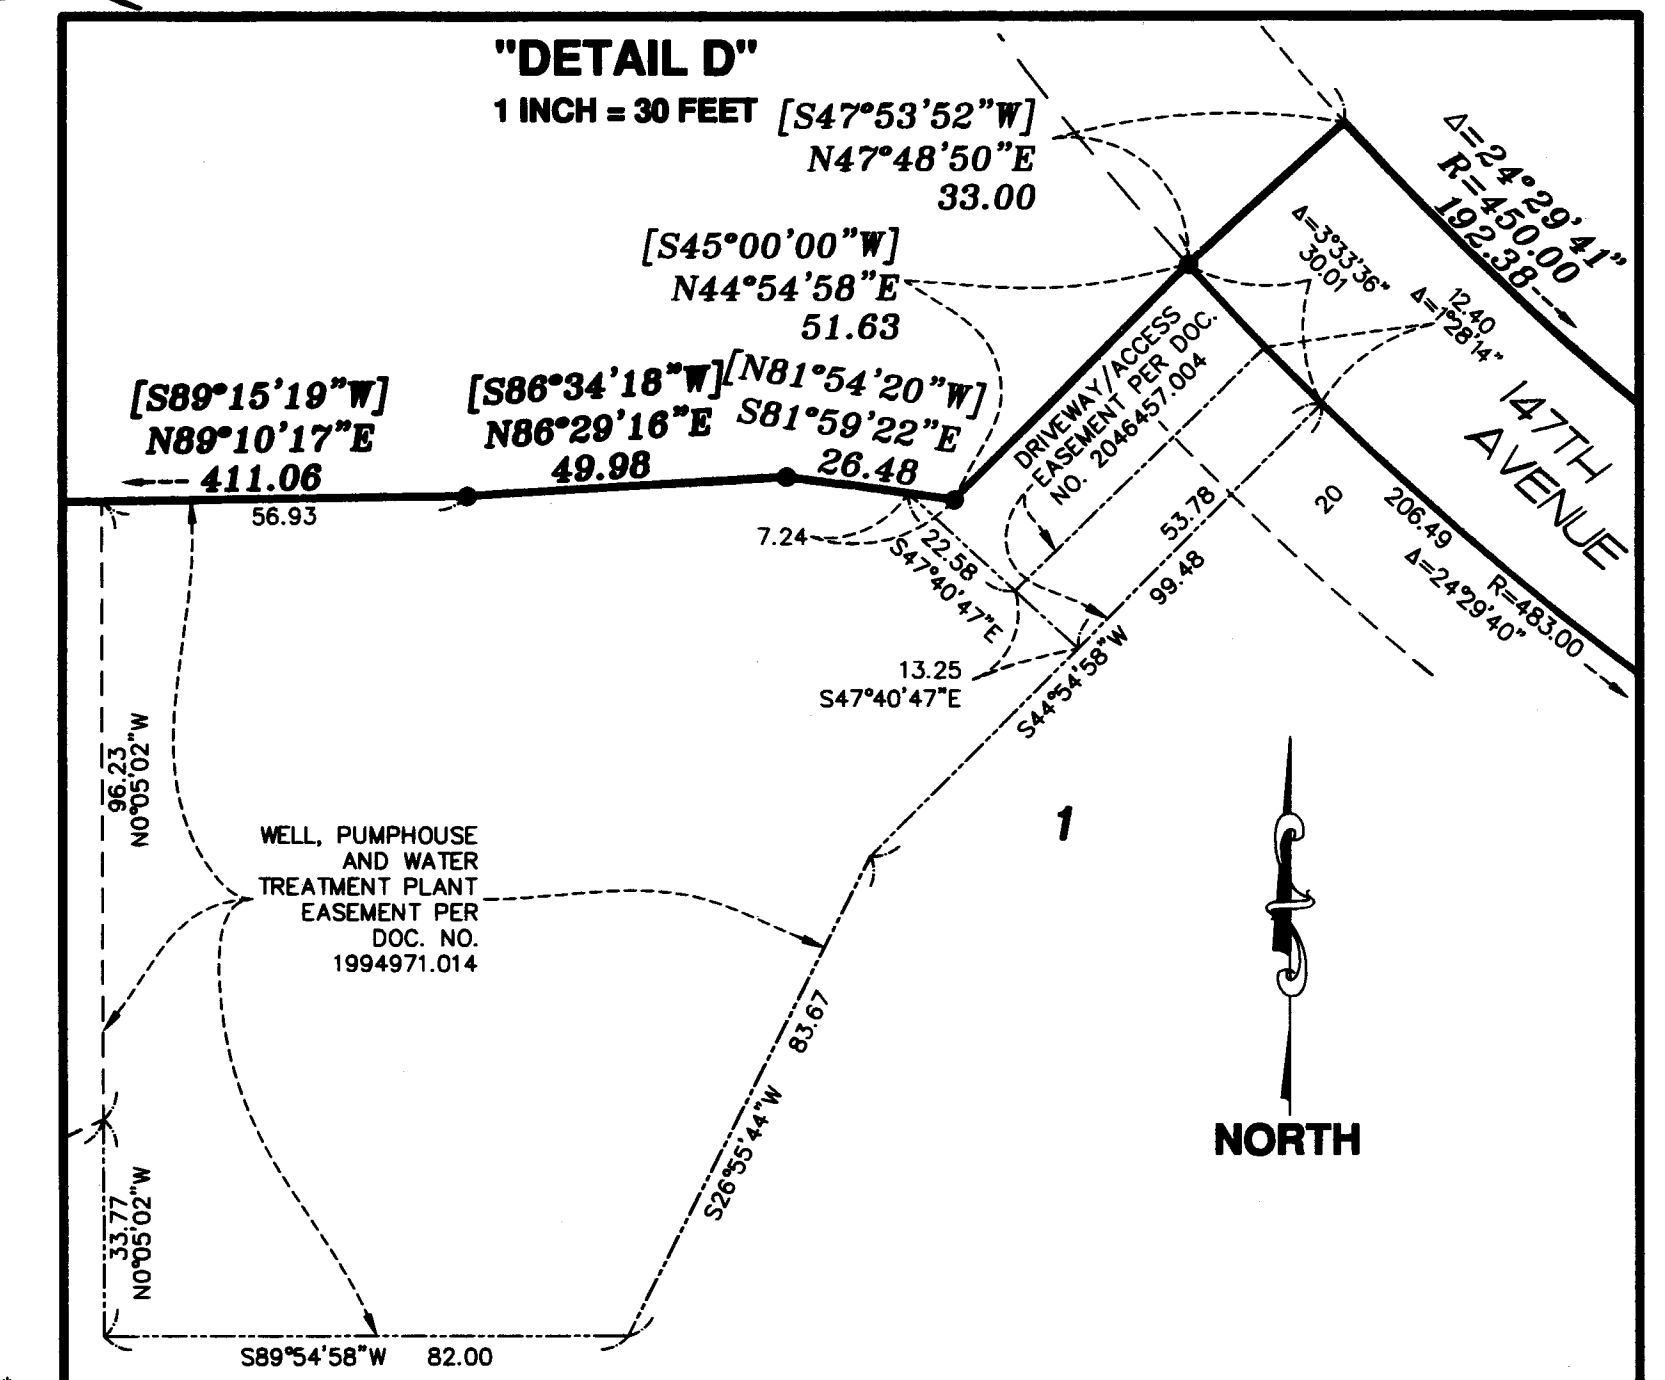 "DETAIL D"
1 INCH = 30 FEET
[S47°53'52"W]
N47°48'50"E
33.00
[S45°00'00"W]
N44°54'58"E
51.63
[S89°15'19"W]
N89°10'17"E
411.06
56.93
[S86°34'18"W]
N86°29'16"E
49.98
[N81°54'20"W]
S81°59'22"E
26.48
Δ=24°29'41"
R=450.00
192.38
Δ=3°33'36"
30.01
12.40
Δ=1°28'14"
DRIVEWAY/ACCESS
EASEMENT PER DOC.
NO. 2046457.004
147TH
AVENUE
7.24
22.58
S47°40'47"E
53.78
99.48
S44°54'58"W
20
206.49
Δ=24°29'40"
R=483.00
13.25
S47°40'47"E
96.23
N0°05'02"W
WELL, PUMPHOUSE
AND WATER
TREATMENT PLANT
EASEMENT PER
DOC. NO.
1994971.014
1
83.67
S26°55'44"W
33.77
N0°05'02"W
S89°54'58"W 82.00
NORTH